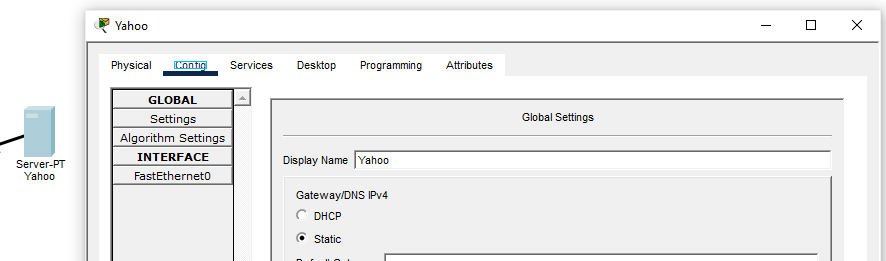 Yahoo
Physical Config Services Desktop Programming Attributes
GLOBAL
Settings
Algorithm Settings
INTERFACE
FastEthernet0
Server-PT
Yahoo
Global Settings
Display Name Yahoo
Gateway/DNS IPv4
DHCP
Static